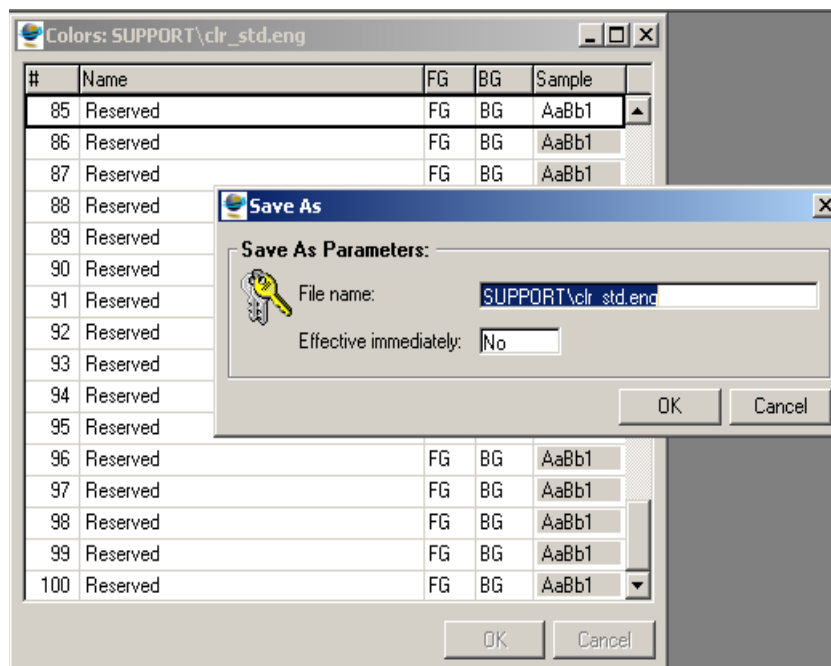 Colors: SUPPORT\clr_std.eng
# Name FG BG Sample
85 Reserved FG BG AaBb1
86 Reserved FG BG AaBb1
87 Reserved FG BG AaBb1
88 Reserved
Save As
89 Reserved
Save As Parameters:
90 Reserved
File name: SUPPORT\clr_std.eng
91 Reserved
92 Reserved
Effective immediately: No
93 Reserved
94 Reserved
OK Cancel
95 Reserved
96 Reserved FG BG AaBb1
97 Reserved FG BG AaBb1
98 Reserved FG BG AaBb1
99 Reserved FG BG AaBb1
100 Reserved FG BG AaBb1
OK Cancel